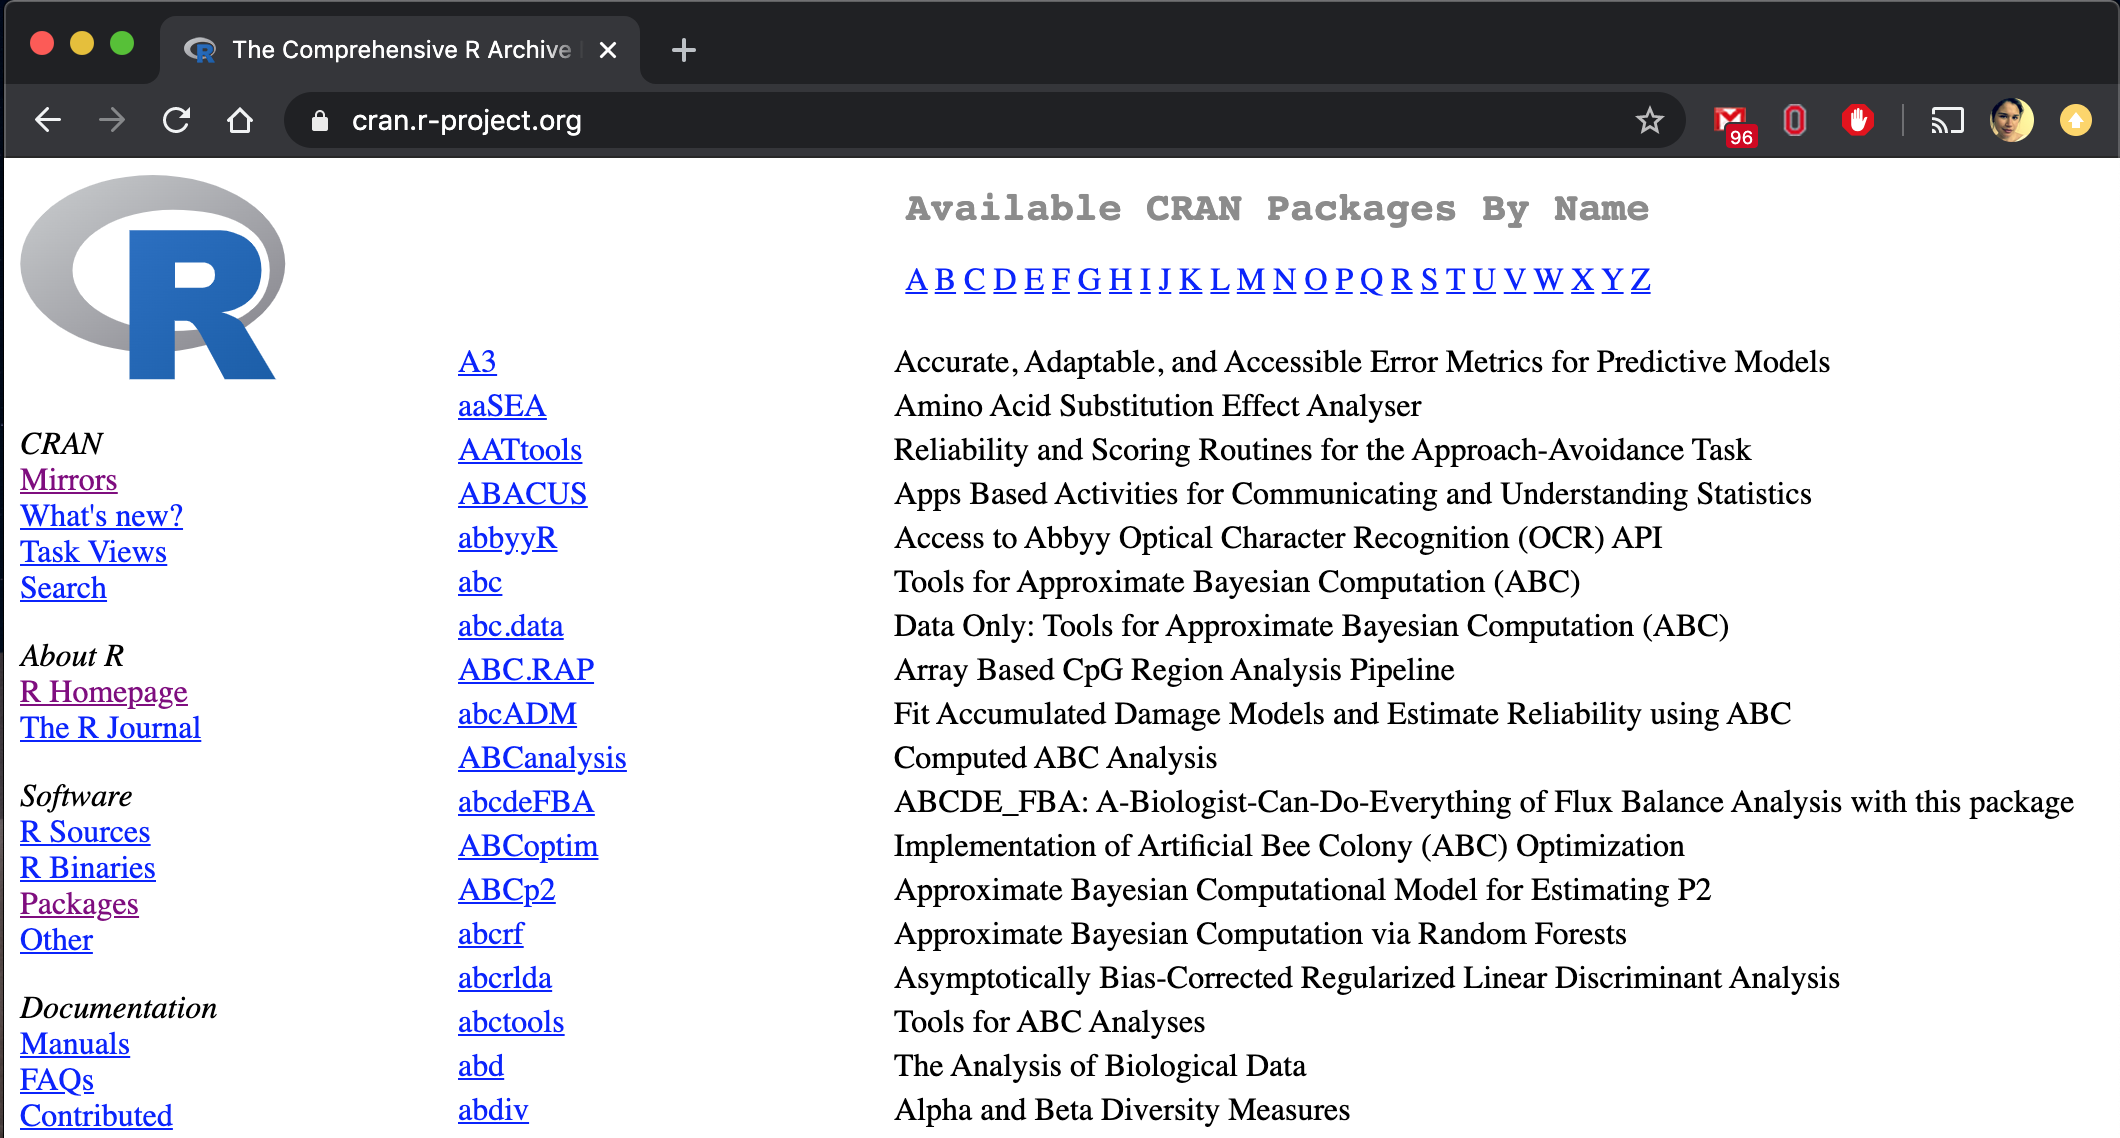 The Comprehensive R Archive
cran.r-project.org
96
R
Available CRAN Packages By Name
A B C D E F G H I J K L M N O P Q R S T U V W X Y Z
CRAN
Mirrors
What's new?
Task Views
Search
About R
R Homepage
The R Journal
Software
R Sources
R Binaries
Packages
Other
Documentation
Manuals
FAQs
Contributed
A3 Accurate, Adaptable, and Accessible Error Metrics for Predictive Models
aaSEA Amino Acid Substitution Effect Analyser
AATtools Reliability and Scoring Routines for the Approach-Avoidance Task
ABACUS Apps Based Activities for Communicating and Understanding Statistics
abbyyR Access to Abbyy Optical Character Recognition (OCR) API
abc Tools for Approximate Bayesian Computation (ABC)
abc.data Data Only: Tools for Approximate Bayesian Computation (ABC)
ABC.RAP Array Based CpG Region Analysis Pipeline
abcADM Fit Accumulated Damage Models and Estimate Reliability using ABC
ABCanalysis Computed ABC Analysis
abcdeFBA ABCDE_FBA: A-Biologist-Can-Do-Everything of Flux Balance Analysis with this package
ABCoptim Implementation of Artificial Bee Colony (ABC) Optimization
ABCp2 Approximate Bayesian Computational Model for Estimating P2
abcrf Approximate Bayesian Computation via Random Forests
abcrlda Asymptotically Bias-Corrected Regularized Linear Discriminant Analysis
abctools Tools for ABC Analyses
abd The Analysis of Biological Data
abdiv Alpha and Beta Diversity Measures